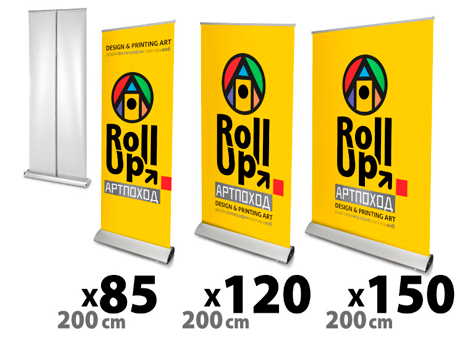 DESIGN & PRINTING ART
Roll
Up
АРТПОХОД
Roll
Up
АРТПОХОД
DESIGN & PRINTING ART
Roll
Up
АРТПОХОД
DESIGN & PRINTING ART
x85
200 cm
x120
200 cm
x150
200 cm